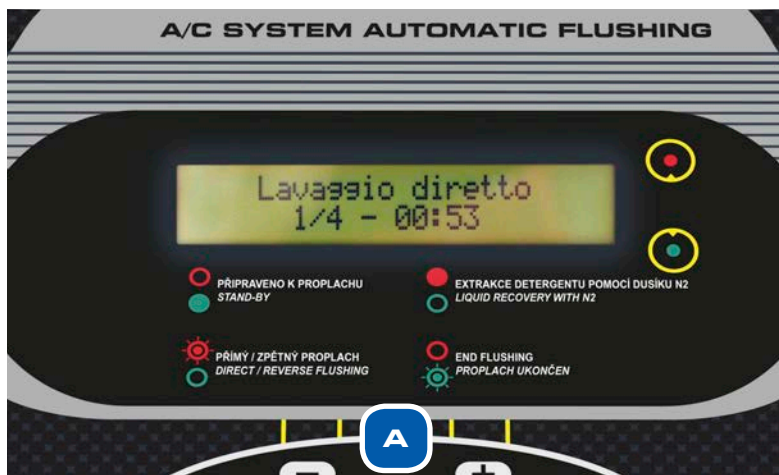 A/C SYSTEM AUTOMATIC FLUSHING
Lavaggio diretto
1/4 - 00:53
PŘIPRAVENO K PROPLACHU
STAND-BY
EXTRAKCE DETERGENTU POMOCÍ DUSÍKU N2
LIQUID RECOVERY WITH N2
PŘÍMÝ / ZPĚTNÝ PROPLACH
DIRECT / REVERSE FLUSHING
END FLUSHING
PROPLACH UKONČEN
A
- +